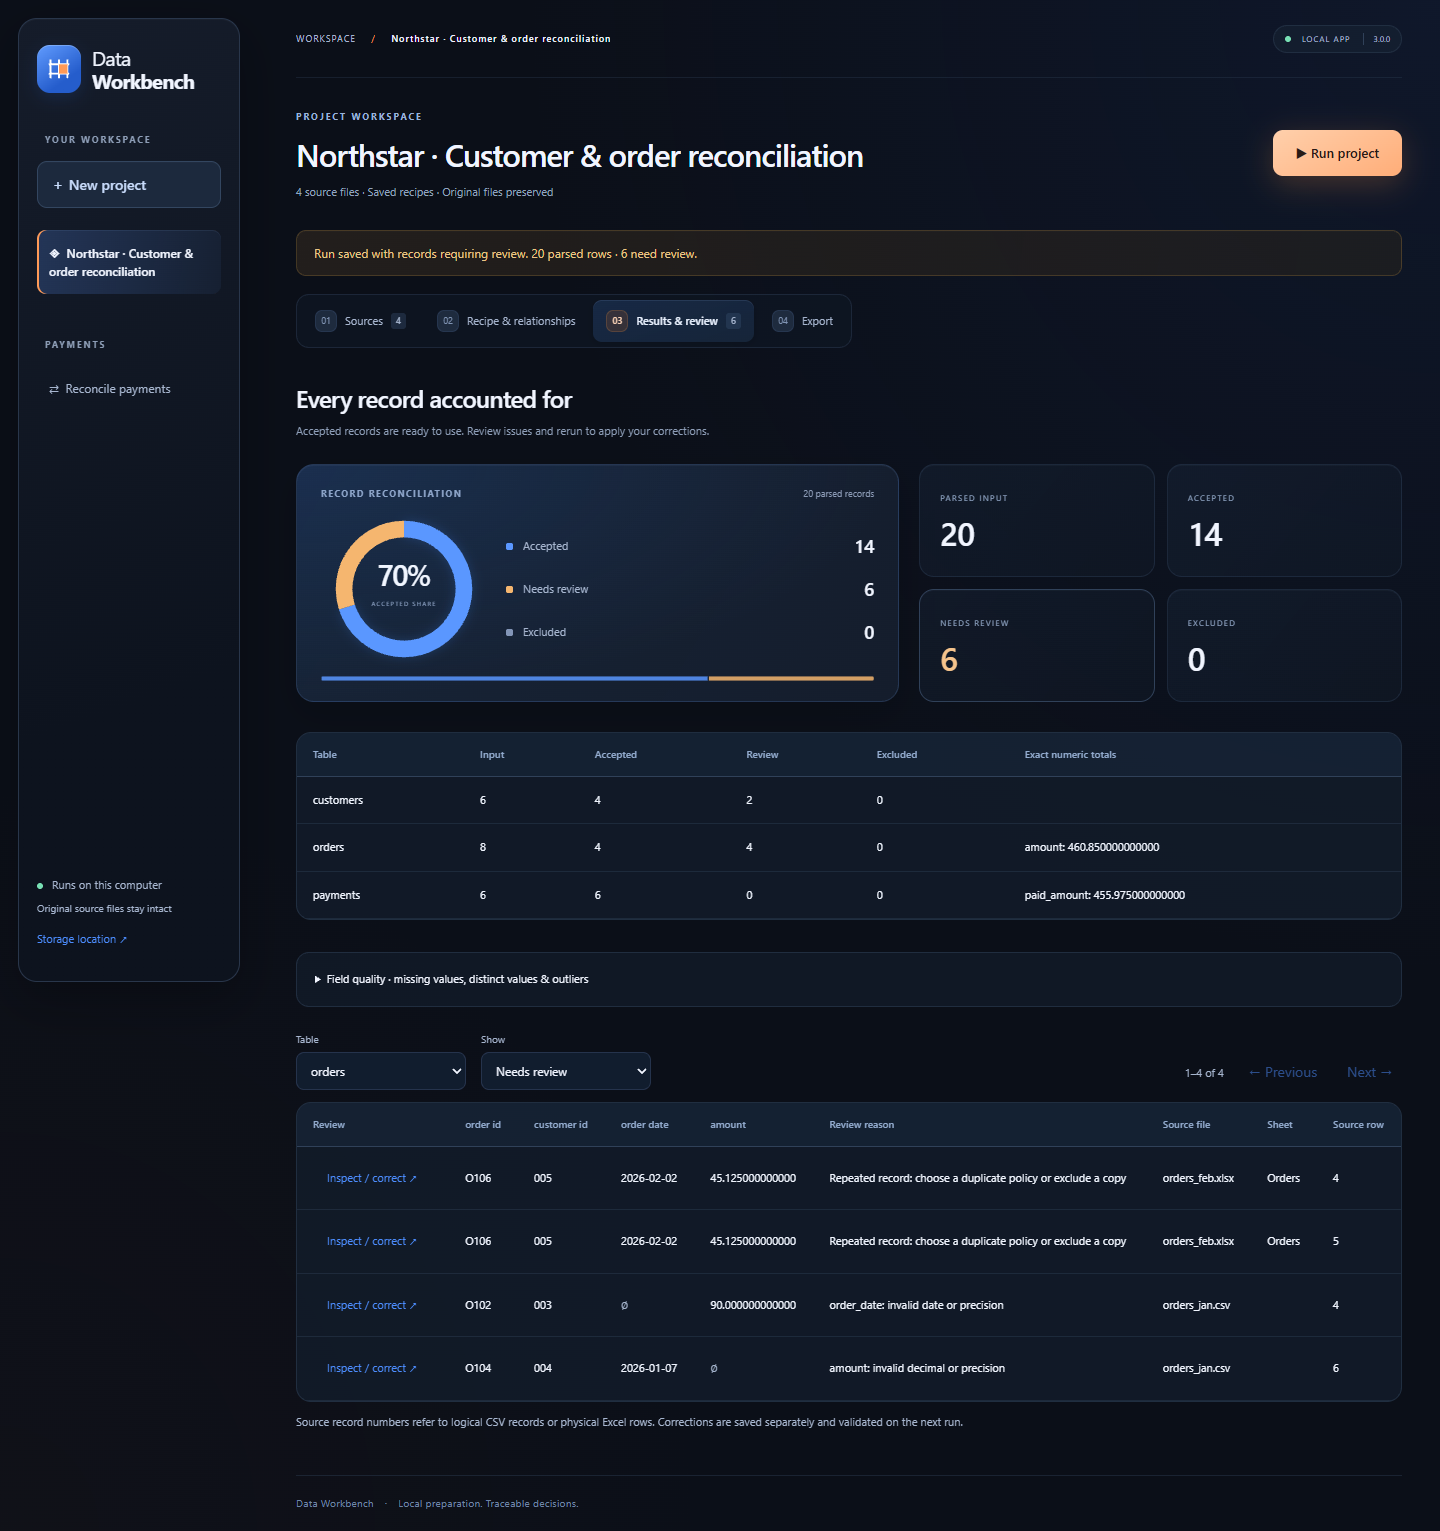 Data
Workbench
YOUR WORKSPACE
+ New project
❖ Northstar · Customer &
order reconciliation
PAYMENTS
⇄ Reconcile payments
Runs on this computer
Original source files stay intact
Storage location ↗
WORKSPACE / Northstar · Customer & order reconciliation
LOCAL APP 3.0.0
PROJECT WORKSPACE
Northstar · Customer & order reconciliation
▶ Run project
4 source files · Saved recipes · Original files preserved
Run saved with records requiring review. 20 parsed rows · 6 need review.
01 Sources 4 02 Recipe & relationships 03 Results & review 6 04 Export
Every record accounted for
Accepted records are ready to use. Review issues and rerun to apply your corrections.
RECORD RECONCILIATION 20 parsed records
70%
ACCEPTED SHARE
Accepted 14
Needs review 6
Excluded 0
PARSED INPUT
20
ACCEPTED
14
NEEDS REVIEW
6
EXCLUDED
0
Table Input Accepted Review Excluded Exact numeric totals
customers 6 4 2 0
orders 8 4 4 0 amount: 460.850000000000
payments 6 6 0 0 paid_amount: 455.975000000000
▶ Field quality · missing values, distinct values & outliers
Table Show
orders Needs review 1–4 of 4 ← Previous Next →
Review order id customer id order date amount Review reason Source file Sheet Source row
Inspect / correct ↗ O106 005 2026-02-02 45.125000000000 Repeated record: choose a duplicate policy or exclude a copy orders_feb.xlsx Orders 4
Inspect / correct ↗ O106 005 2026-02-02 45.125000000000 Repeated record: choose a duplicate policy or exclude a copy orders_feb.xlsx Orders 5
Inspect / correct ↗ O102 003 ∅ 90.000000000000 order_date: invalid date or precision orders_jan.csv 4
Inspect / correct ↗ O104 004 2026-01-07 ∅ amount: invalid decimal or precision orders_jan.csv 6
Source record numbers refer to logical CSV records or physical Excel rows. Corrections are saved separately and validated on the next run.
Data Workbench · Local preparation. Traceable decisions.